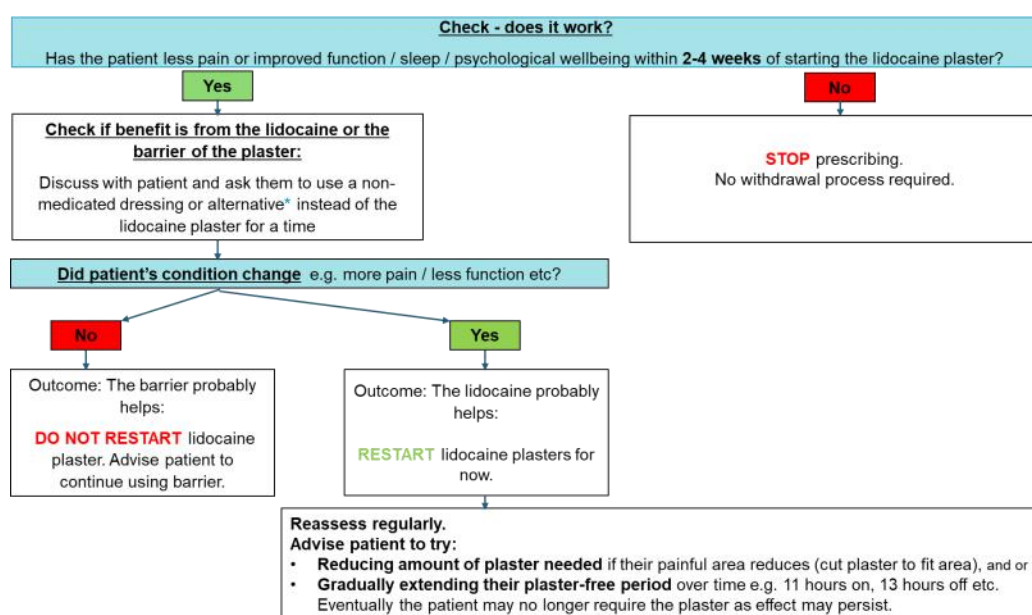 Check - does it work?
Has the patient less pain or improved function / sleep / psychological wellbeing within 2-4 weeks of starting the lidocaine plaster?
Yes
No
Check if benefit is from the lidocaine or the
barrier of the plaster:
Discuss with patient and ask them to use a non-
medicated dressing or alternative* instead of the
lidocaine plaster for a time
STOP prescribing.
No withdrawal process required.
Did patient's condition change e.g. more pain / less function etc?
No
Yes
Outcome: The barrier probably
helps:
DO NOT RESTART lidocaine
plaster. Advise patient to
continue using barrier.
Outcome: The lidocaine probably
helps:
RESTART lidocaine plasters for
now.
Reassess regularly.
Advise patient to try:
• Reducing amount of plaster needed if their painful area reduces (cut plaster to fit area), and or
• Gradually extending their plaster-free period over time e.g. 11 hours on, 13 hours off etc.
Eventually the patient may no longer require the plaster as effect may persist.